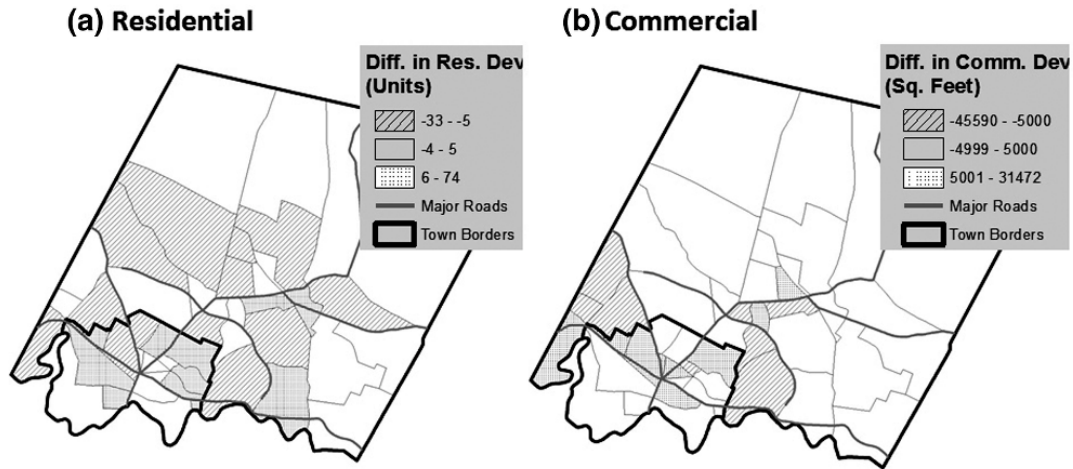 (a) Residential
Diff. in Res. Dev
(Units)
-33 - -5
-4 - 5
6 - 74
Major Roads
Town Borders
(b) Commercial
Diff. in Comm. Dev
(Sq. Feet)
-45590 - -5000
-4999 - 5000
5001 - 31472
Major Roads
Town Borders